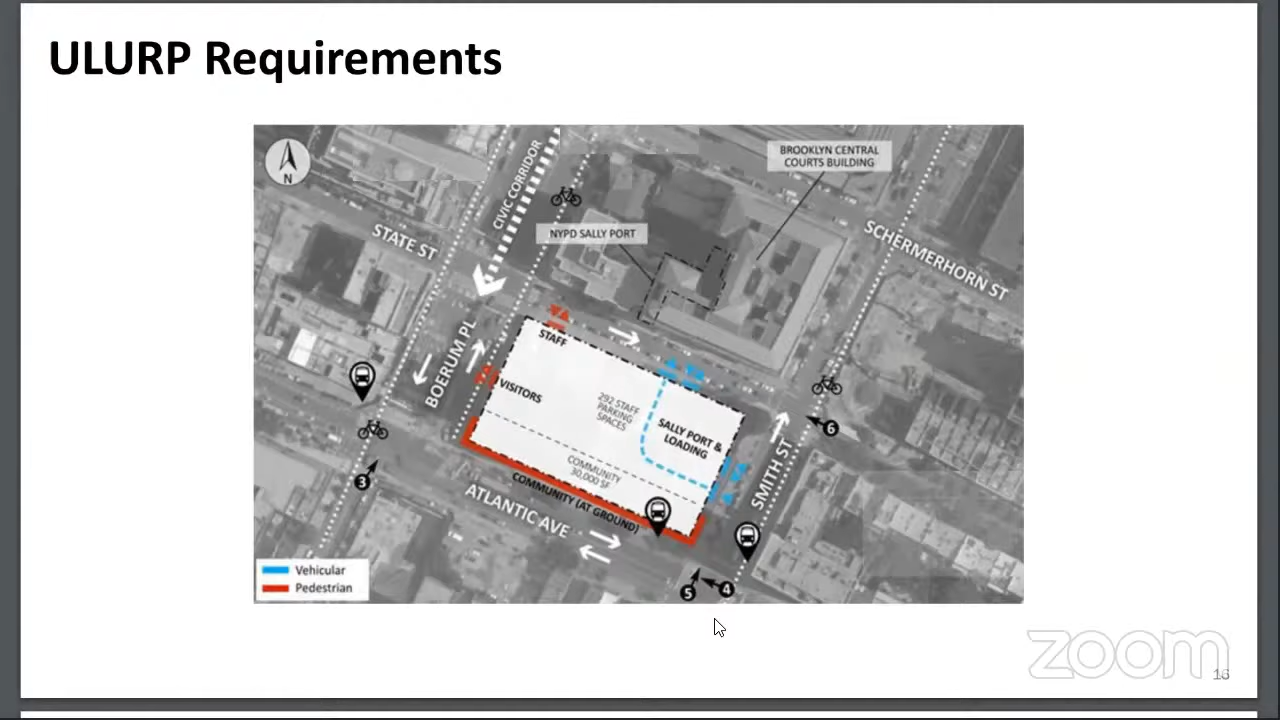 ULURP Requirements
BROOKLYN CENTRAL
COURTS BUILDING
CIVIC CORRIDOR
N
NYPD SALLY PORT
STATE ST
SCHERMERHORN ST
STAFF
BOERUM PL
VISITORS
292 STAFF
PARKING
SPACES
SALLY PORT &
LOADING
6
SMITH ST
COMMUNITY
30,000 SF
COMMUNITY (AT GROUND)
3
ATLANTIC AVE
Vehicular
Pedestrian
5
4
zoom
16